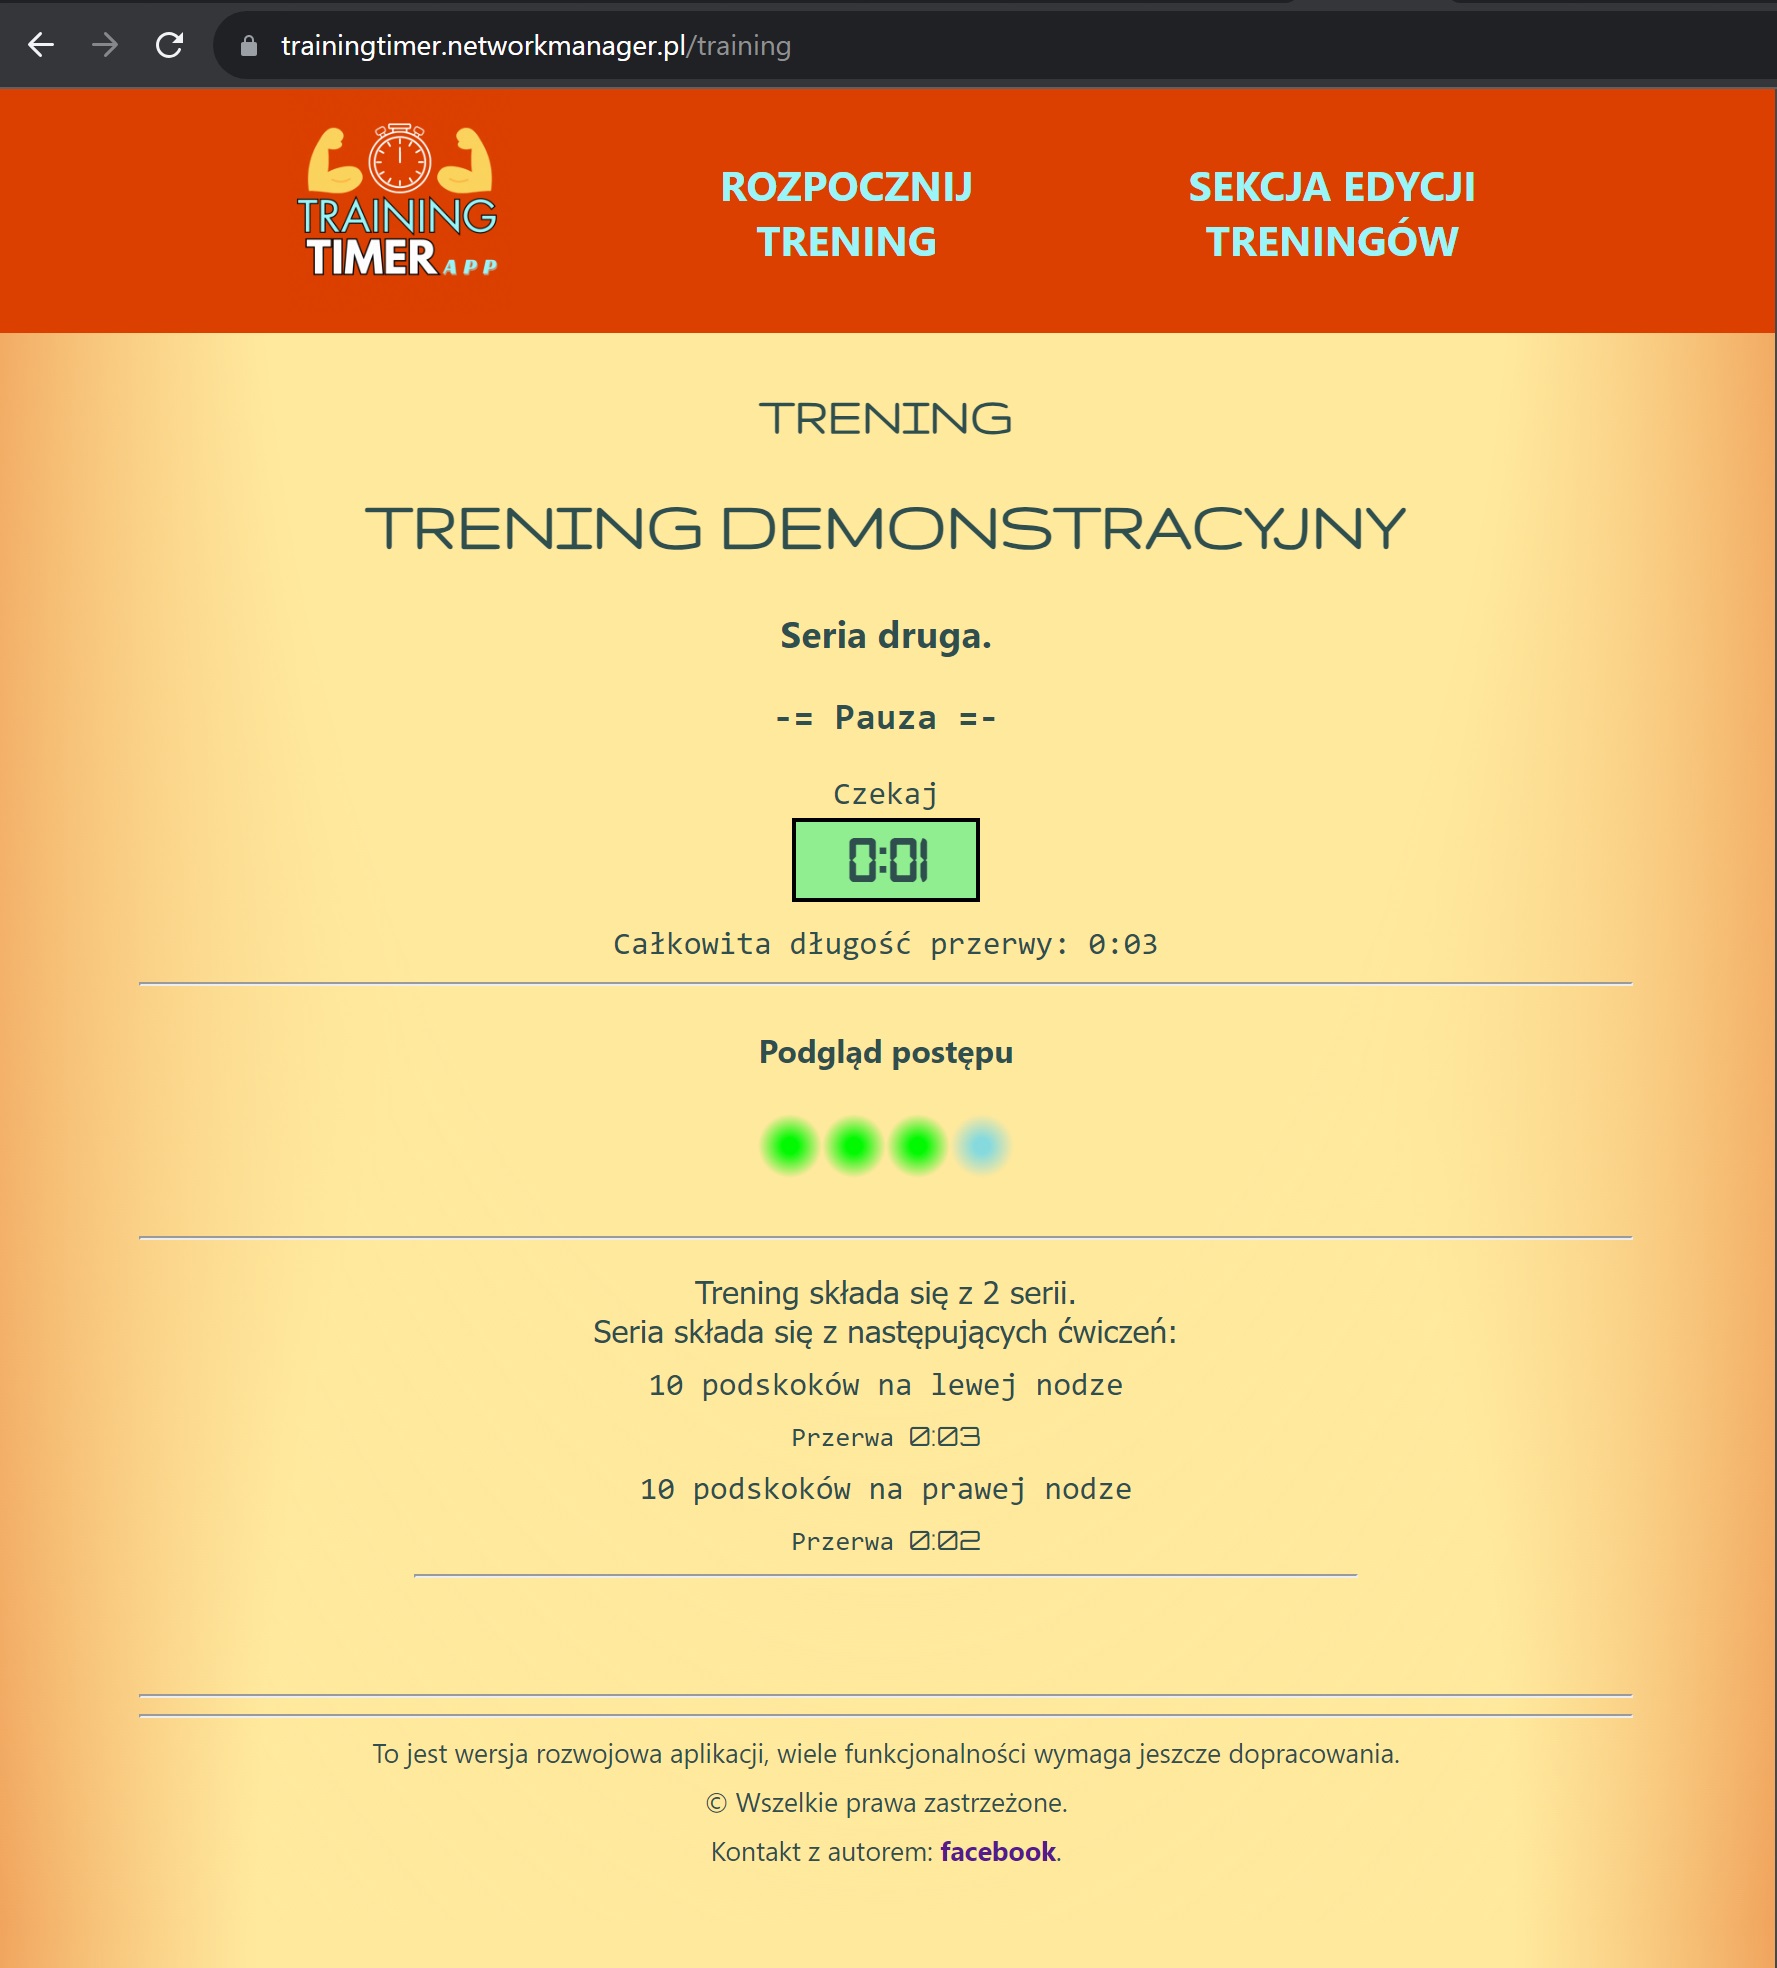 trainingtimer.networkmanager.pl/training
TRAINING
TIMER APP
ROZPOCZNIJ
TRENING
SEKCJA EDYCJI
TRENINGÓW
TRENING
TRENING DEMONSTRACYJNY
Seria druga.
-= Pauza =-
Czekaj
0:01
Całkowita długość przerwy: 0:03
Podgląd postępu
Trening składa się z 2 serii.
Seria składa się z następujących ćwiczeń:
10 podskoków na lewej nodze
Przerwa 0:03
10 podskoków na prawej nodze
Przerwa 0:02
To jest wersja rozwojowa aplikacji, wiele funkcjonalności wymaga jeszcze dopracowania.
© Wszelkie prawa zastrzeżone.
Kontakt z autorem: facebook.